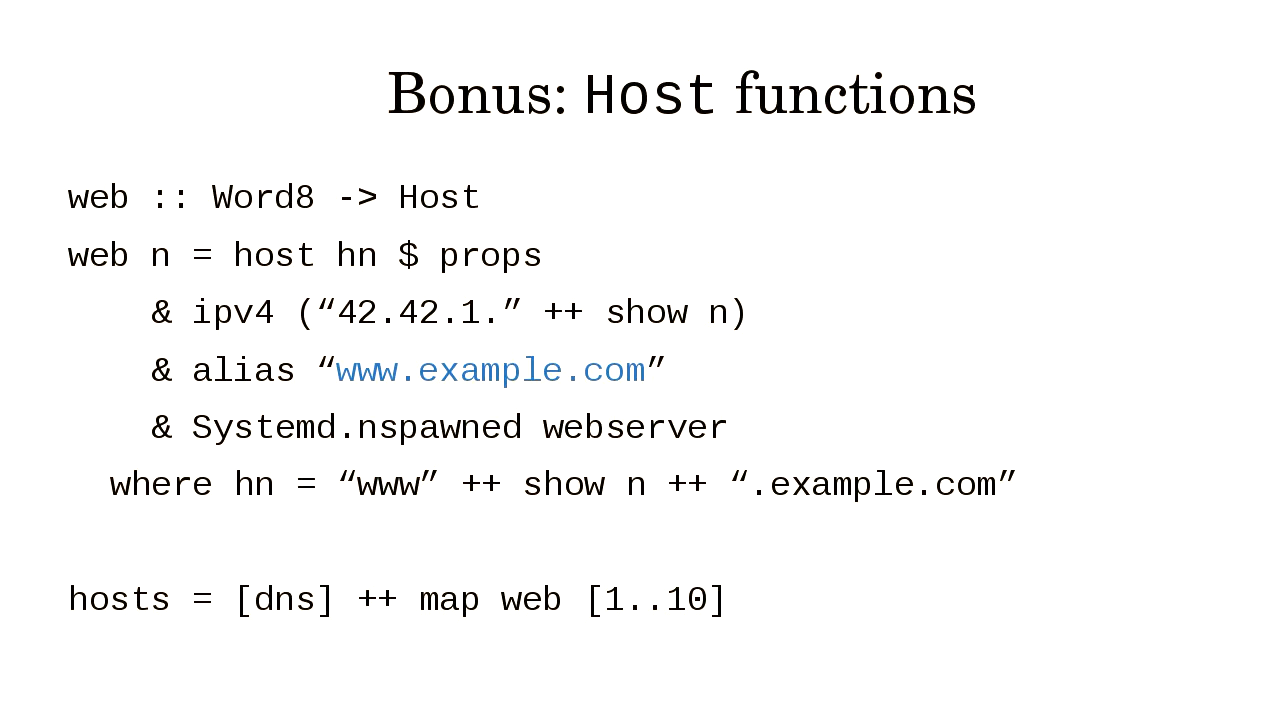 Bonus: Host functions
web :: Word8 -> Host
web n = host hn $ props
    & ipv4 (“42.42.1.” ++ show n)
    & alias “www.example.com”
    & Systemd.nspawned webserver
  where hn = “www” ++ show n ++ “.example.com”
hosts = [dns] ++ map web [1..10]